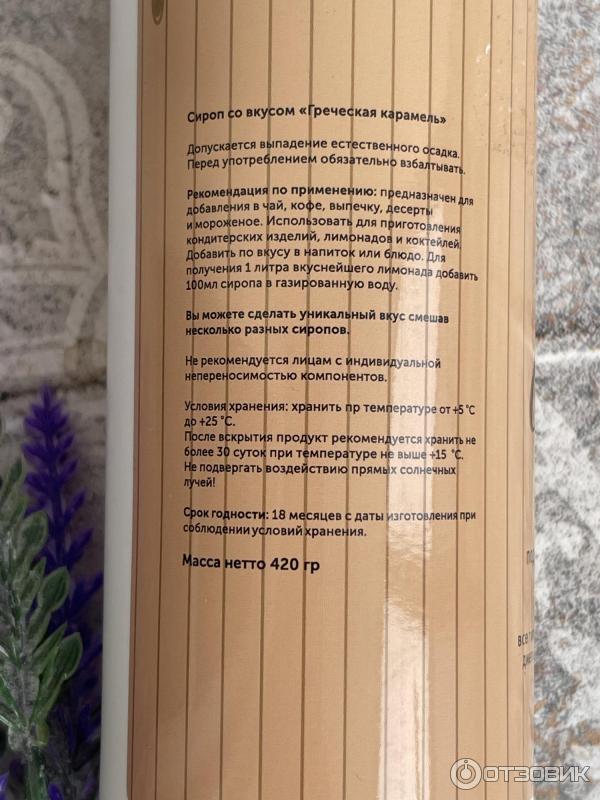 Сироп со вкусом «Греческая карамель»
Допускается выпадение естественного осадка.
Перед употреблением обязательно взбалтывать.
Рекомендация по применению: предназначен для
добавления в чай, кофе, выпечку, десерты
и мороженое. Использовать для приготовления
кондитерских изделий, лимонадов и коктейлей.
Добавить по вкусу в напиток или блюдо. Для
получения 1 литра вкуснейшего лимонада добавить
100мл сиропа в газированную воду.
Вы можете сделать уникальный вкус смешав
несколько разных сиропов.
Не рекомендуется лицам с индивидуальной
непереносимостью компонентов.
Условия хранения: хранить пр температуре от +5 °С
до +25 °С.
После вскрытия продукт рекомендуется хранить не
более 30 суток при температуре не выше +15 °С.
Не подвергать воздействию прямых солнечных
лучей!
Срок годности: 18 месяцев с даты изготовления при
соблюдении условий хранения.
Масса нетто 420 гр
ОТЗОВИК